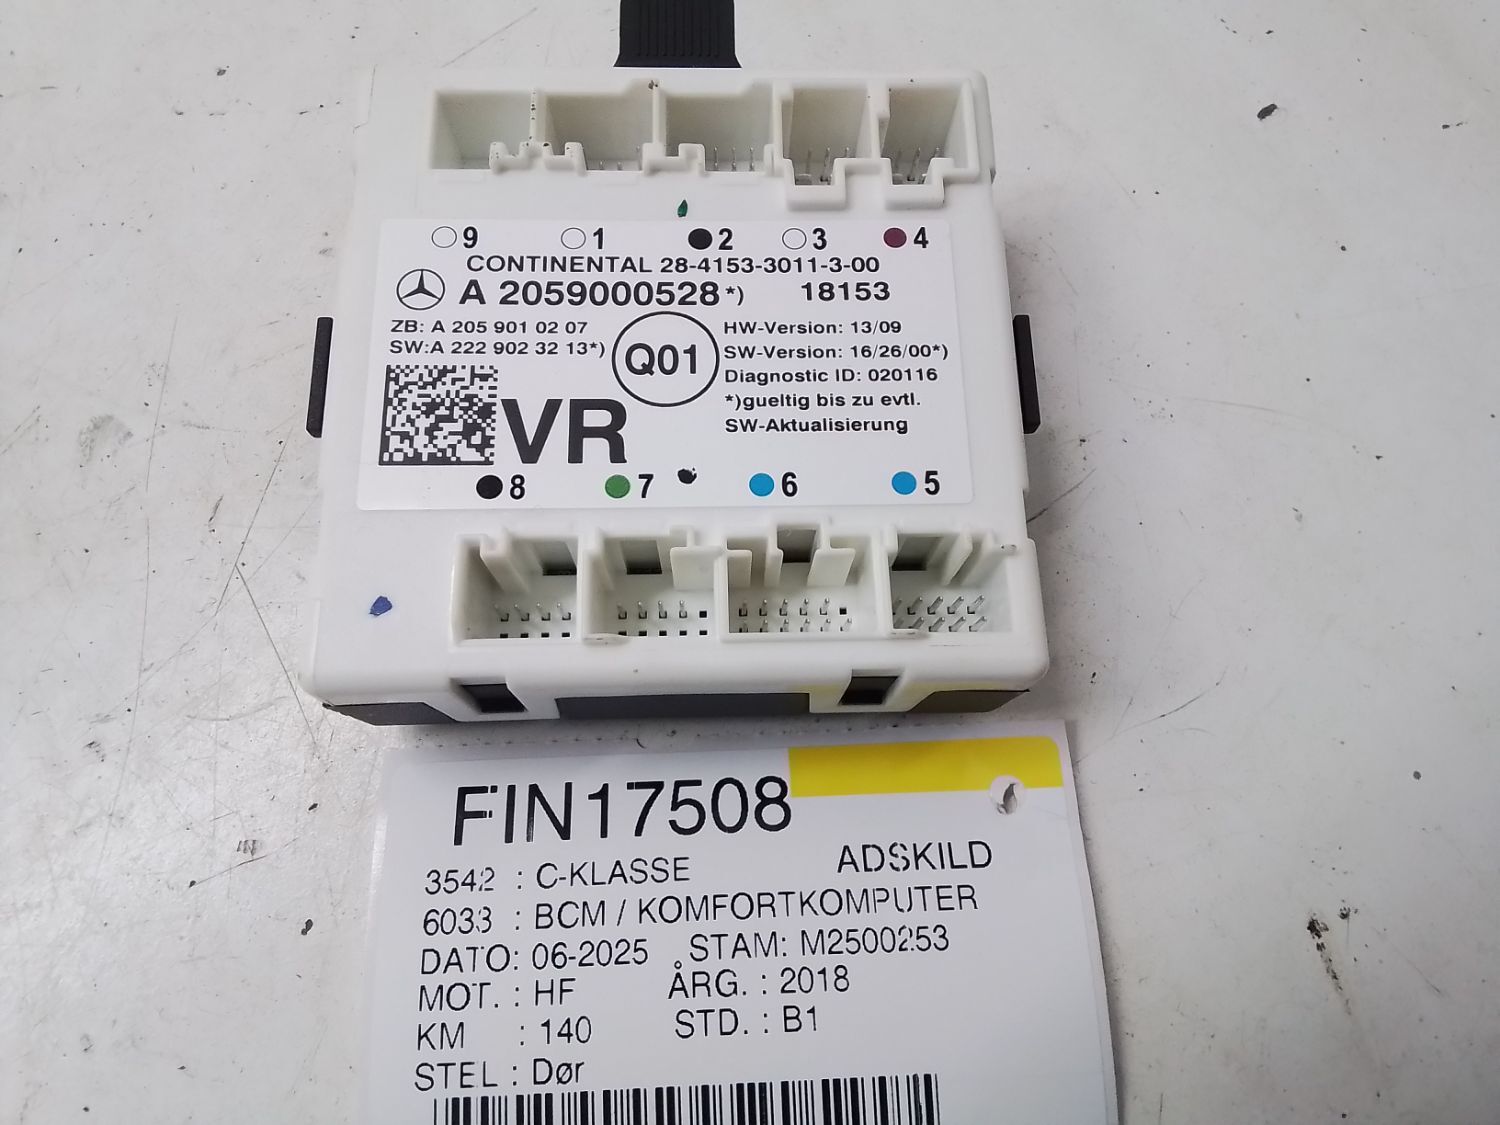 9 1 2 3 4
CONTINENTAL 28-4153-3011-3-00
A 2059000528 *) 18153
ZB: A 205 901 02 07
SW:A 222 902 32 13*)
Q01
HW-Version: 13/09
SW-Version: 16/26/00*)
Diagnostic ID: 020116
*)gueltig bis zu evtl.
SW-Aktualisierung
VR
8 7 6 5
FIN17508
3542 : C-KLASSE ADSKILD
6033 : BCM / KOMFORTKOMPUTER
DATO: 06-2025 STAM: M2500253
MOT. : HF ÅRG. : 2018
KM : 140 STD. : B1
STEL : Dør